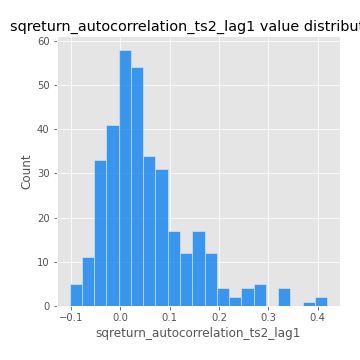 sqreturn_autocorrelation_ts2_lag1 value distribut
60
50
40
30
20
10
0
Count
−0.1 0.0 0.1 0.2 0.3 0.4
sqreturn_autocorrelation_ts2_lag1